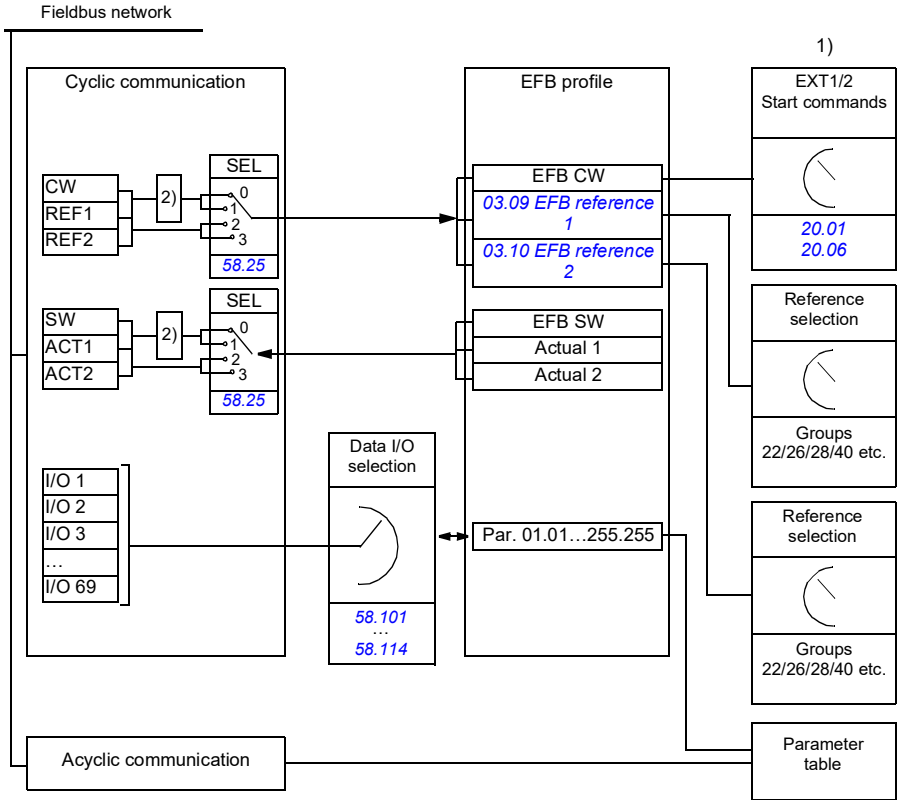 Fieldbus network
1)
Cyclic communication
EFB profile
EXT1/2
Start commands
SEL
CW
REF1
REF2
2)
0
1
2
3
58.25
EFB CW
03.09 EFB reference
1
03.10 EFB reference
2
20.01
20.06
SEL
SW
ACT1
ACT2
2)
0
1
2
3
58.25
EFB SW
Actual 1
Actual 2
Reference
selection
Groups
22/26/28/40 etc.
I/O 1
I/O 2
I/O 3
…
I/O 69
Data I/O
selection
58.101
…
58.114
Par. 01.01…255.255
Reference
selection
Groups
22/26/28/40 etc.
Acyclic communication
Parameter
table